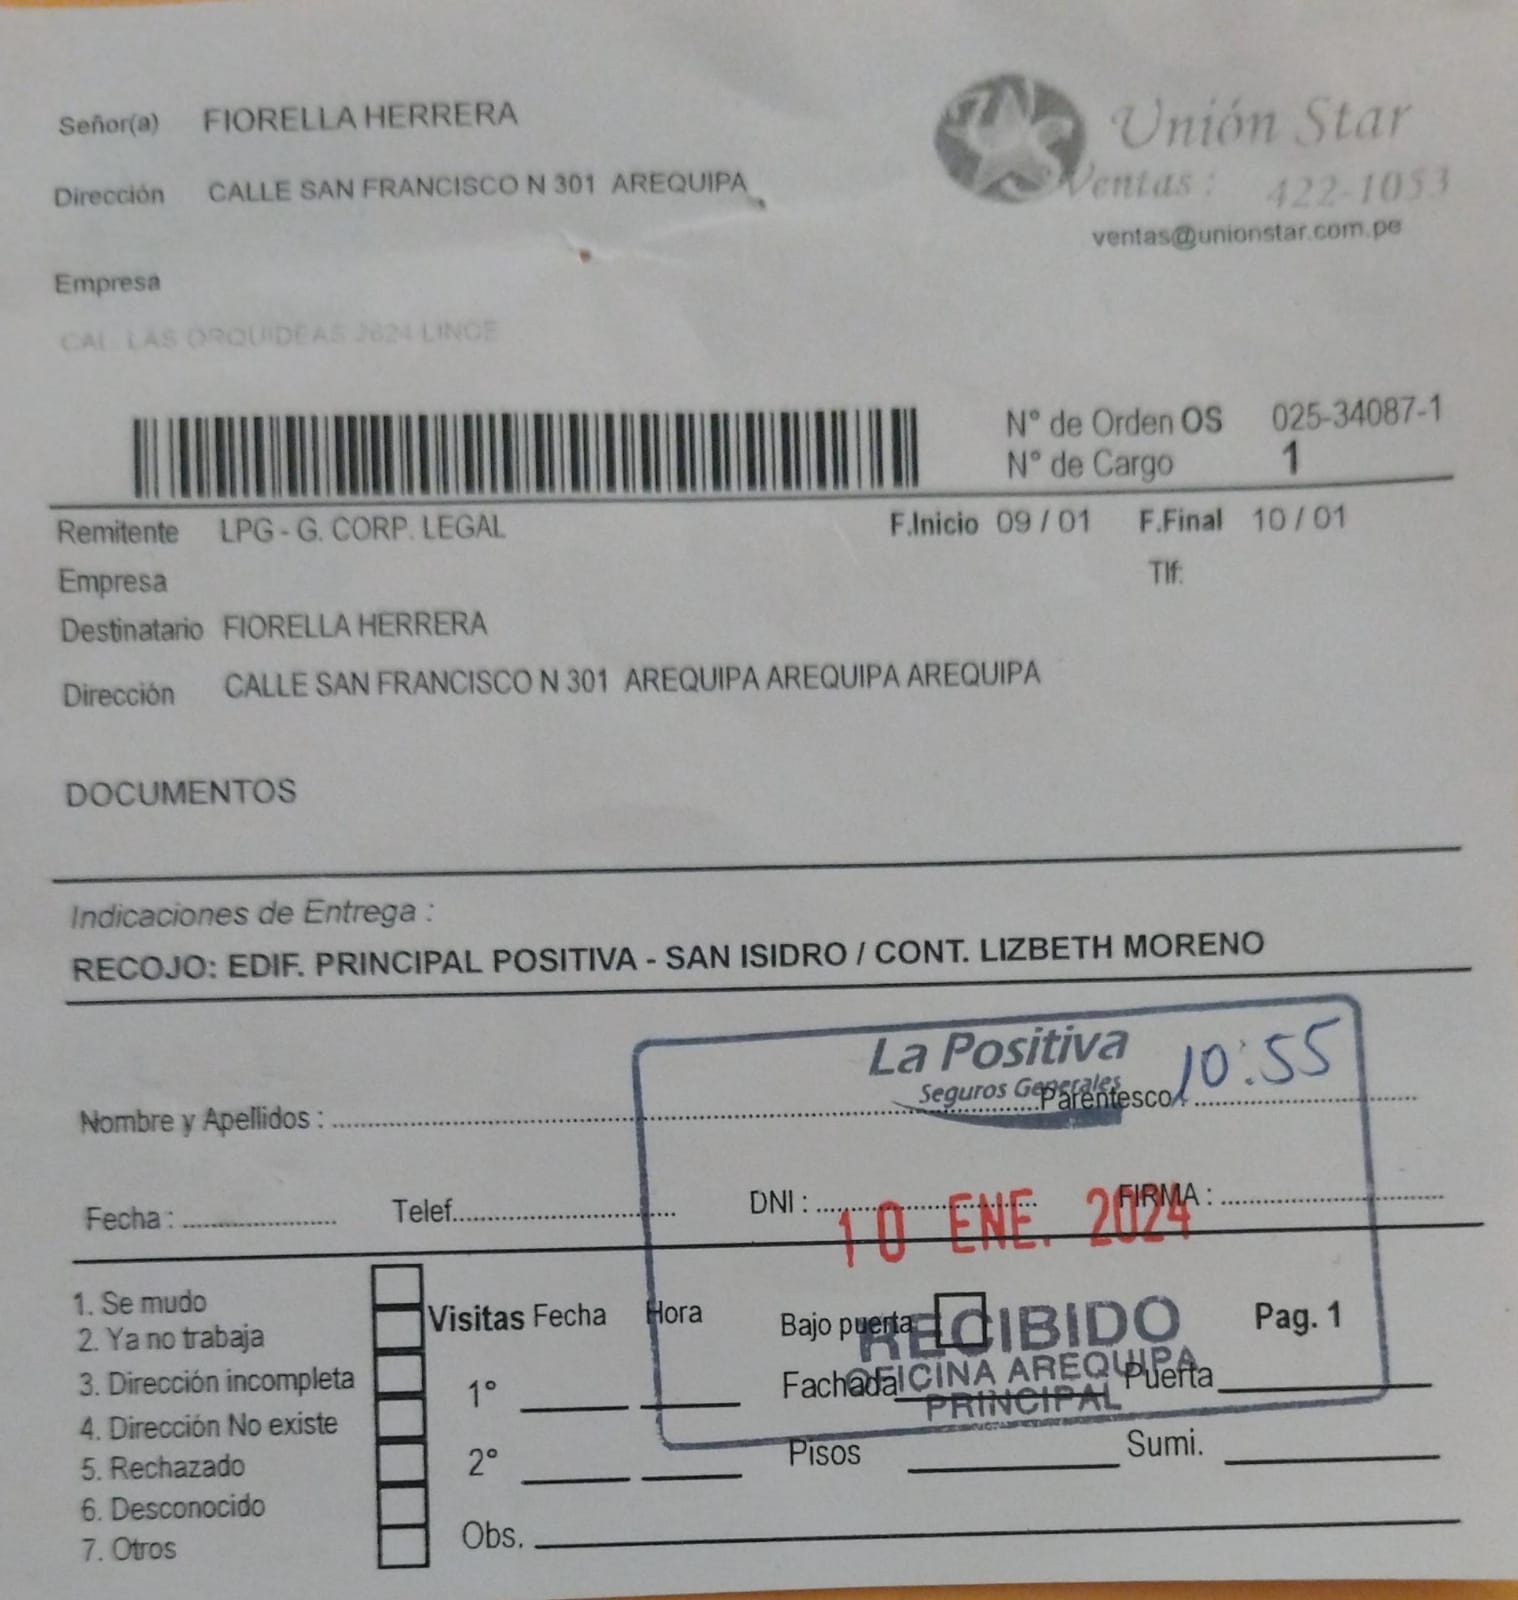 Señor(a) FIORELLA HERRERA
Unión Star
Dirección CALLE SAN FRANCISCO N 301 AREQUIPA
Ventas: 422-1053
ventas@unionstar.com.pe
Empresa
CAL. LAS ORQUIDEAS 2624 LINCE
N° de Orden OS 025-34087-1
N° de Cargo 1
Remitente LPG - G. CORP. LEGAL F.Inicio 09 / 01 F.Final 10 / 01
Empresa Tlf:
Destinatario FIORELLA HERRERA
Dirección CALLE SAN FRANCISCO N 301 AREQUIPA AREQUIPA AREQUIPA
DOCUMENTOS
Indicaciones de Entrega :
RECOJO: EDIF. PRINCIPAL POSITIVA - SAN ISIDRO / CONT. LIZBETH MORENO
La Positiva 10:55
Seguros Generales
Nombre y Apellidos : Parentesco :
Fecha : Telef. DNI : FIRMA :
10 ENE. 2024
1. Se mudo
2. Ya no trabaja
3. Dirección incompleta
4. Dirección No existe
5. Rechazado
6. Desconocido
7. Otros
Visitas Fecha Hora
1°
2°
Obs.
Bajo puerta Pag. 1
RECIBIDO
OFICINA AREQUIPA
PRINCIPAL
Fachada Puerta
Pisos Sumi.